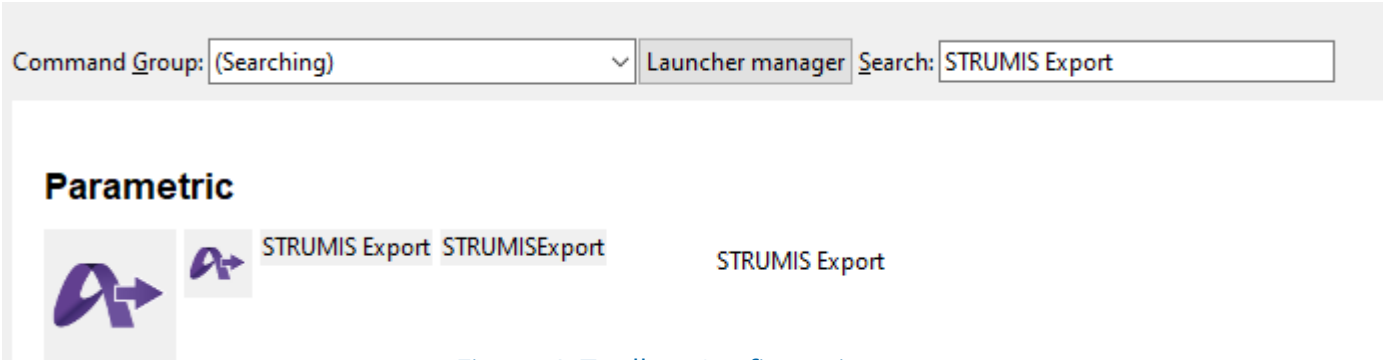 Command Group: (Searching) Launcher manager Search: STRUMIS Export
Parametric
STRUMIS Export STRUMISExport STRUMIS Export